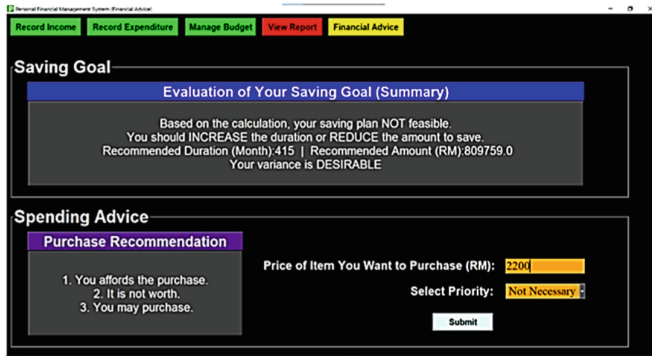 Personal Financial Management System (Financial Advice)
Record Income Record Expenditure Manage Budget View Report Financial Advice
Saving Goal
Evaluation of Your Saving Goal (Summary)
Based on the calculation, your saving plan NOT feasible.
You should INCREASE the duration or REDUCE the amount to save.
Recommended Duration (Month):415 | Recommended Amount (RM):809759.0
Your variance is DESIRABLE
Spending Advice
Purchase Recommendation
1. You affords the purchase.
2. It is not worth.
3. You may purchase.
Price of Item You Want to Purchase (RM): 2200
Select Priority: Not Necessary
Submit